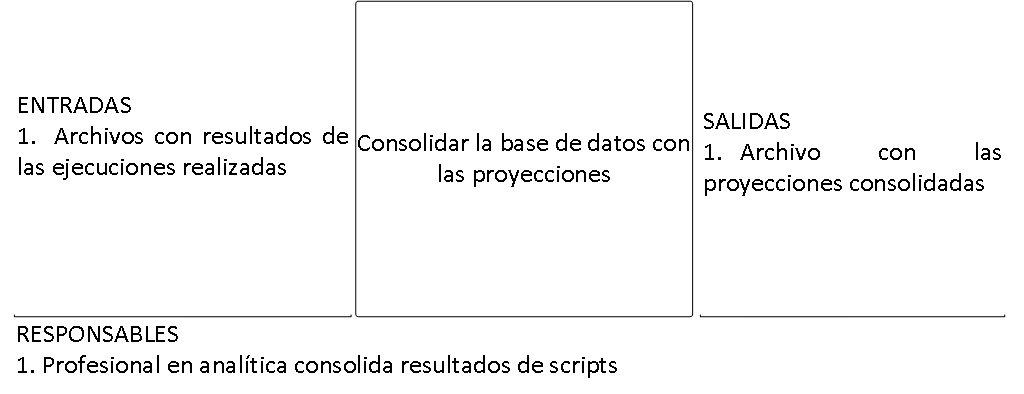 ENTRADAS
1. Archivos con resultados de
las ejecuciones realizadas
Consolidar la base de datos con
las proyecciones
SALIDAS
1. Archivo con las
proyecciones consolidadas
RESPONSABLES
1. Profesional en analítica consolida resultados de scripts